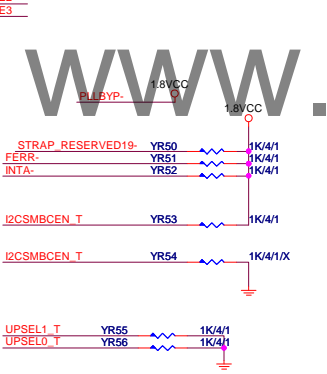 E3
www.
1.8VCC
PLLBYP-
1.8VCC
STRAP_RESERVED19- YR50 1K/4/1
FERR- YR51 1K/4/1
INTA- YR52 1K/4/1
I2CSMBCEN_T YR53 1K/4/1
I2CSMBCEN_T YR54 1K/4/1/X
UPSEL1_T YR55 1K/4/1
UPSEL0_T YR56 1K/4/1